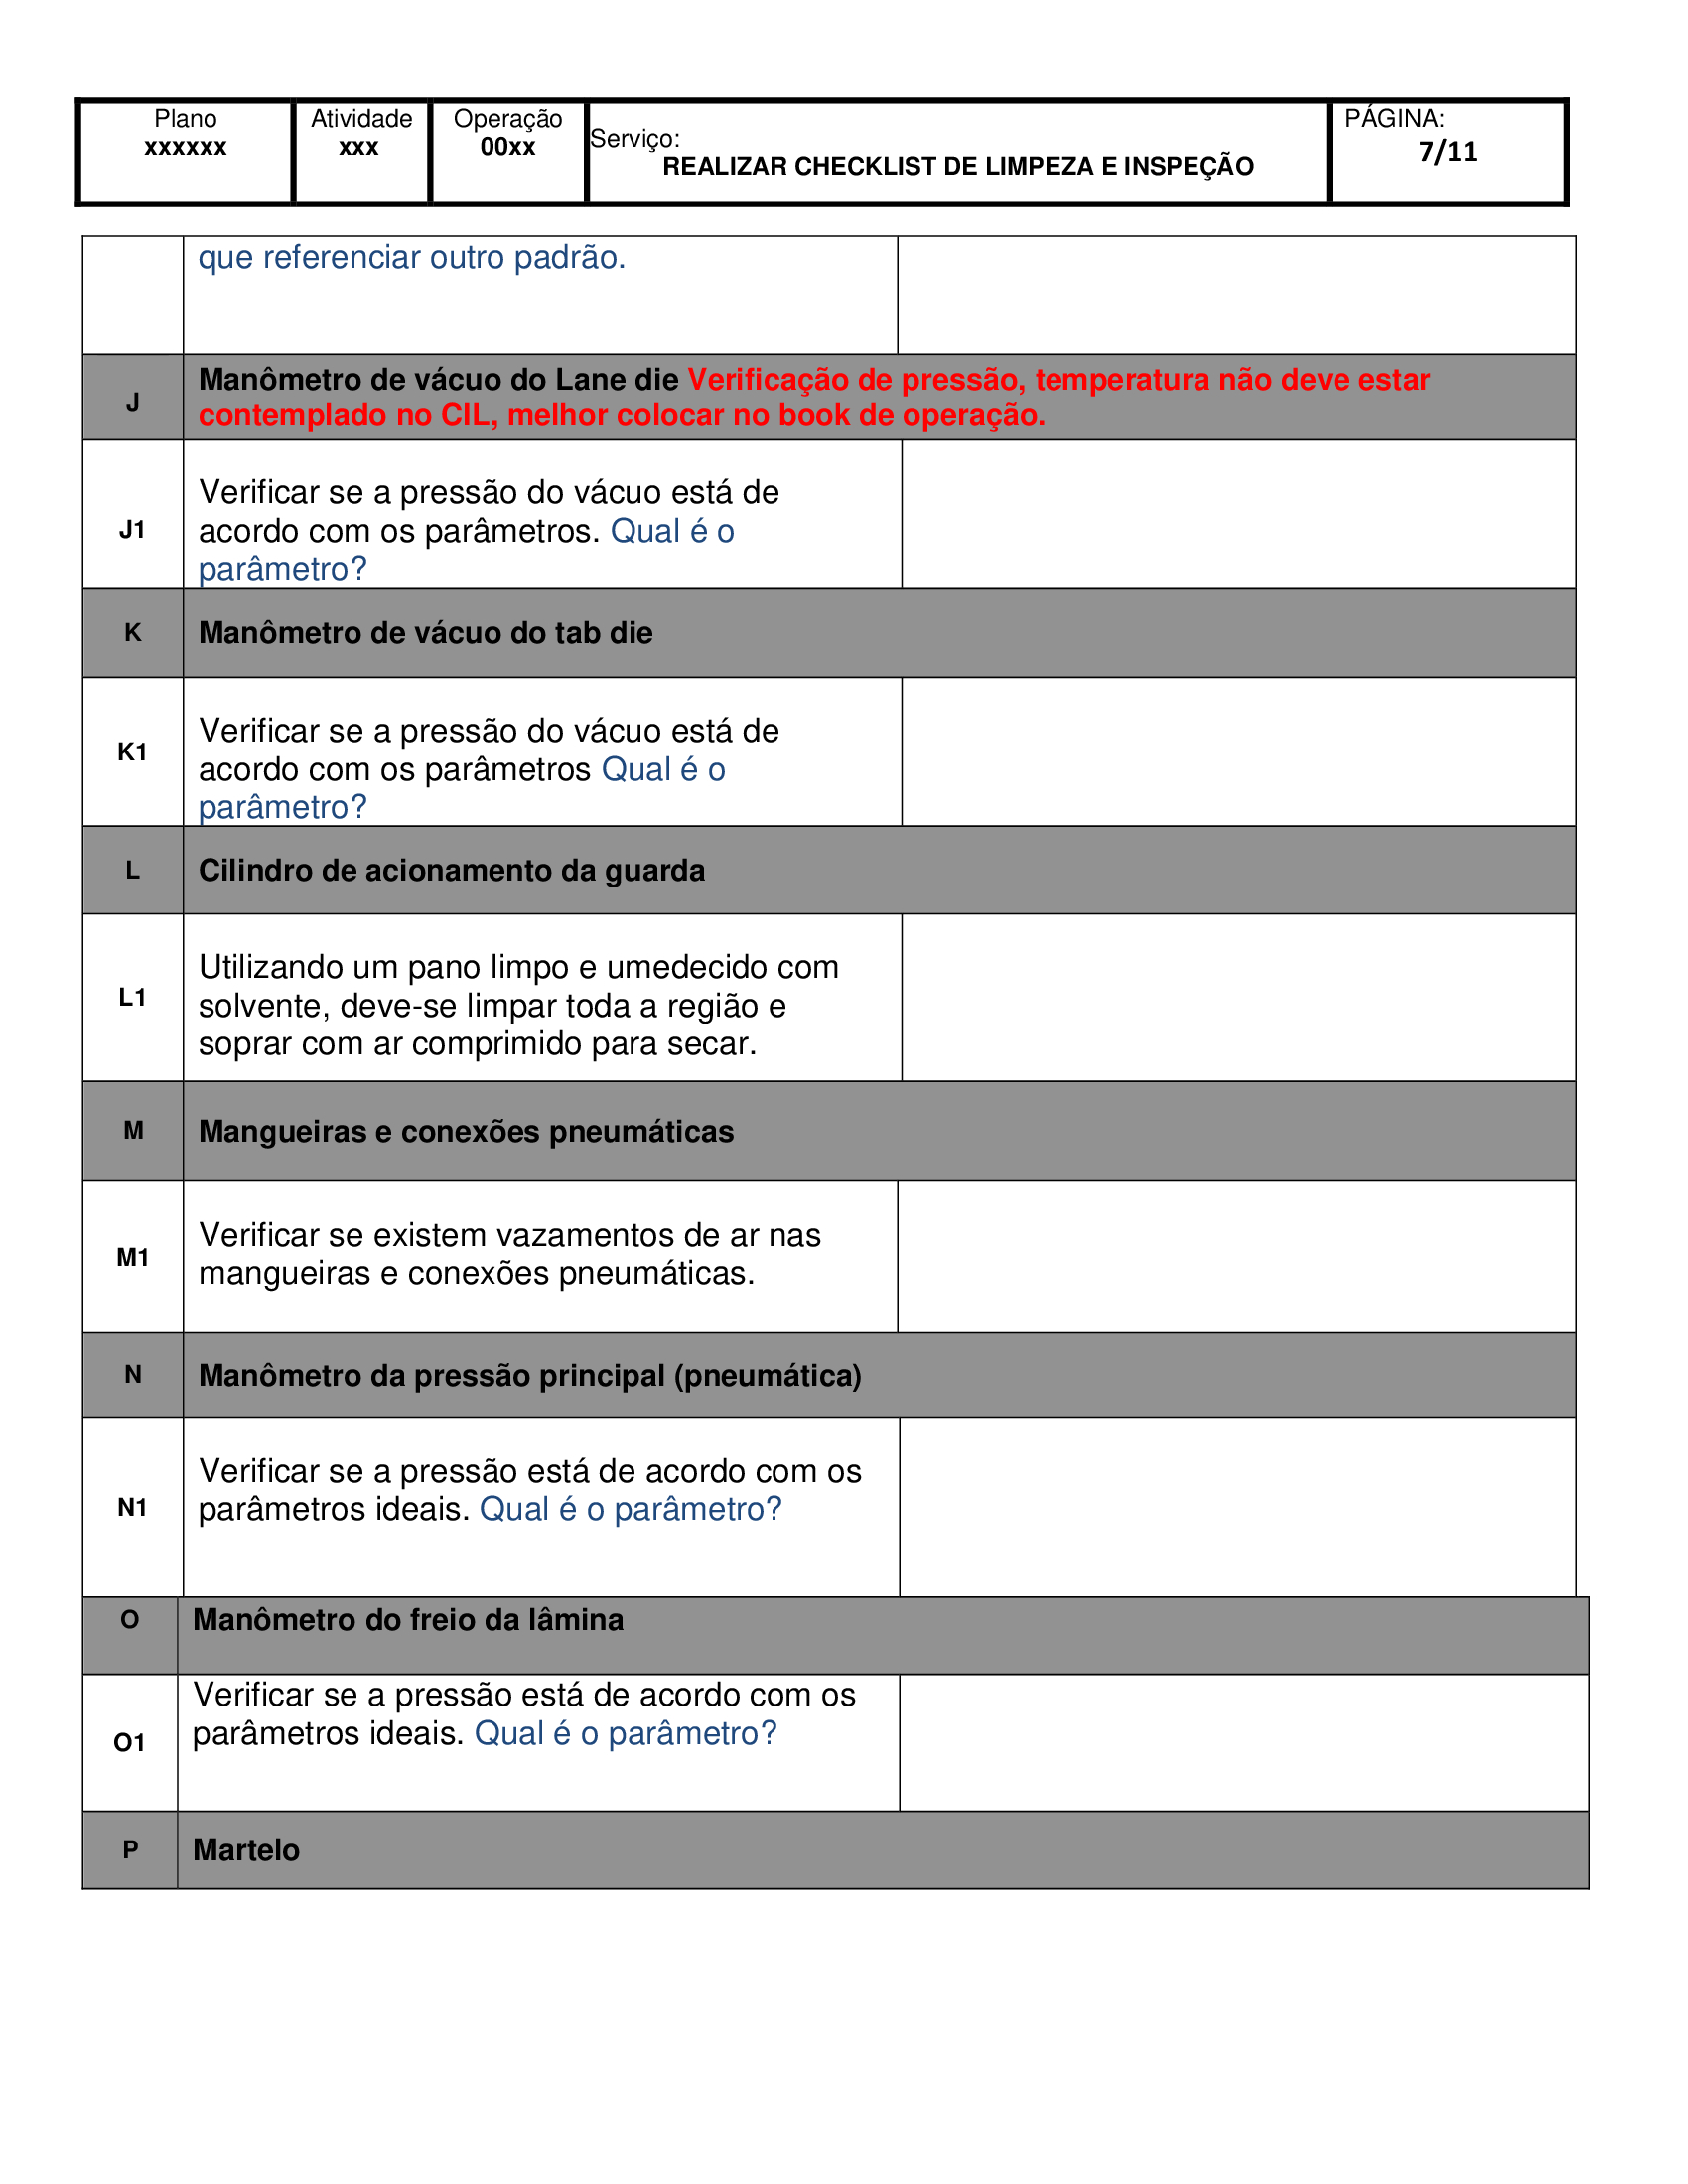 Plano
xxxxxx
Atividade
xxx
Operação
00xx
Serviço:
REALIZAR CHECKLIST DE LIMPEZA E INSPEÇÃO
PÁGINA:
7/11
que referenciar outro padrão.
J
Manômetro de vácuo do Lane die Verificação de pressão, temperatura não deve estar
contemplado no CIL, melhor colocar no book de operação.
J1
Verificar se a pressão do vácuo está de
acordo com os parâmetros. Qual é o
parâmetro?
K
Manômetro de vácuo do tab die
K1
Verificar se a pressão do vácuo está de
acordo com os parâmetros Qual é o
parâmetro?
L
Cilindro de acionamento da guarda
L1
Utilizando um pano limpo e umedecido com
solvente, deve-se limpar toda a região e
soprar com ar comprimido para secar.
M
Mangueiras e conexões pneumáticas
M1
Verificar se existem vazamentos de ar nas
mangueiras e conexões pneumáticas.
N
Manômetro da pressão principal (pneumática)
N1
Verificar se a pressão está de acordo com os
parâmetros ideais. Qual é o parâmetro?
O
Manômetro do freio da lâmina
O1
Verificar se a pressão está de acordo com os
parâmetros ideais. Qual é o parâmetro?
P
Martelo